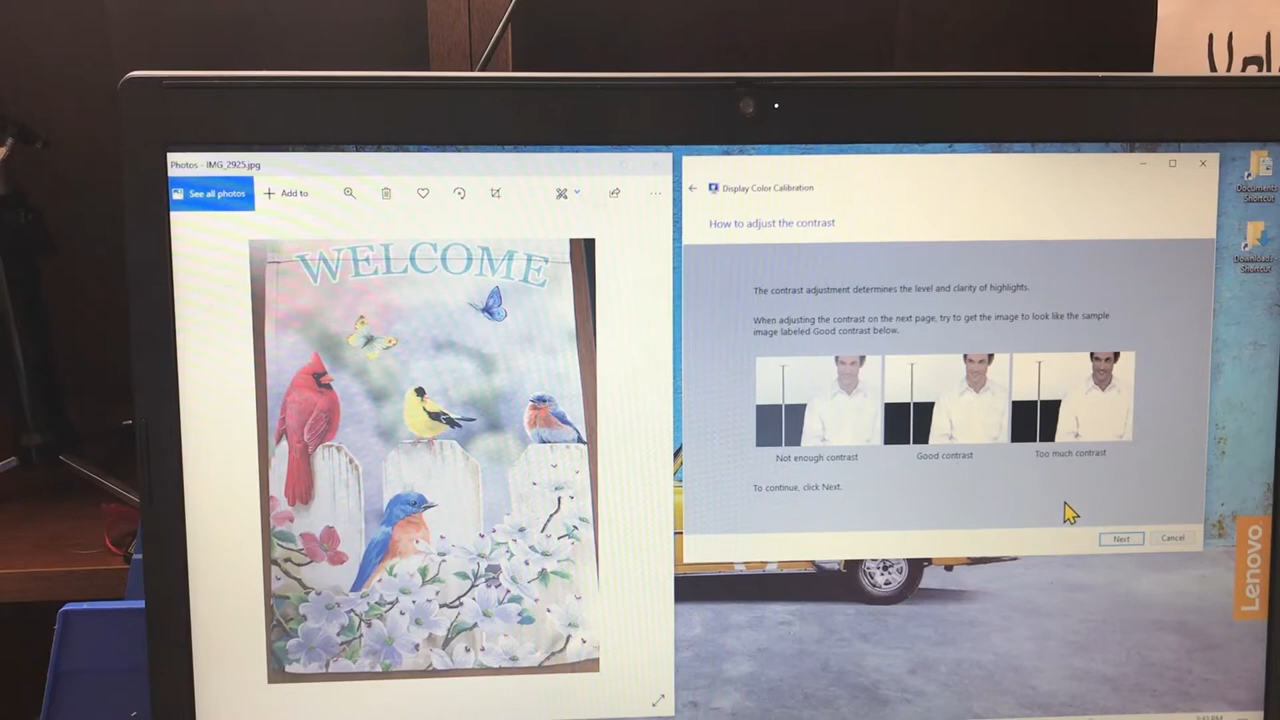 Photos - IMG_2925.jpg
See all photos
Add to
WELCOME
Display Color Calibration
How to adjust the contrast
The contrast adjustment determines the level and clarity of highlights.
When adjusting the contrast on the next page, try to get the image to look like the sample
image labeled Good contrast below.
Not enough contrast
Good contrast
Too much contrast
To continue, click Next.
Next
Cancel
Documents
Shortcut
Downloads
Shortcut
Lenovo